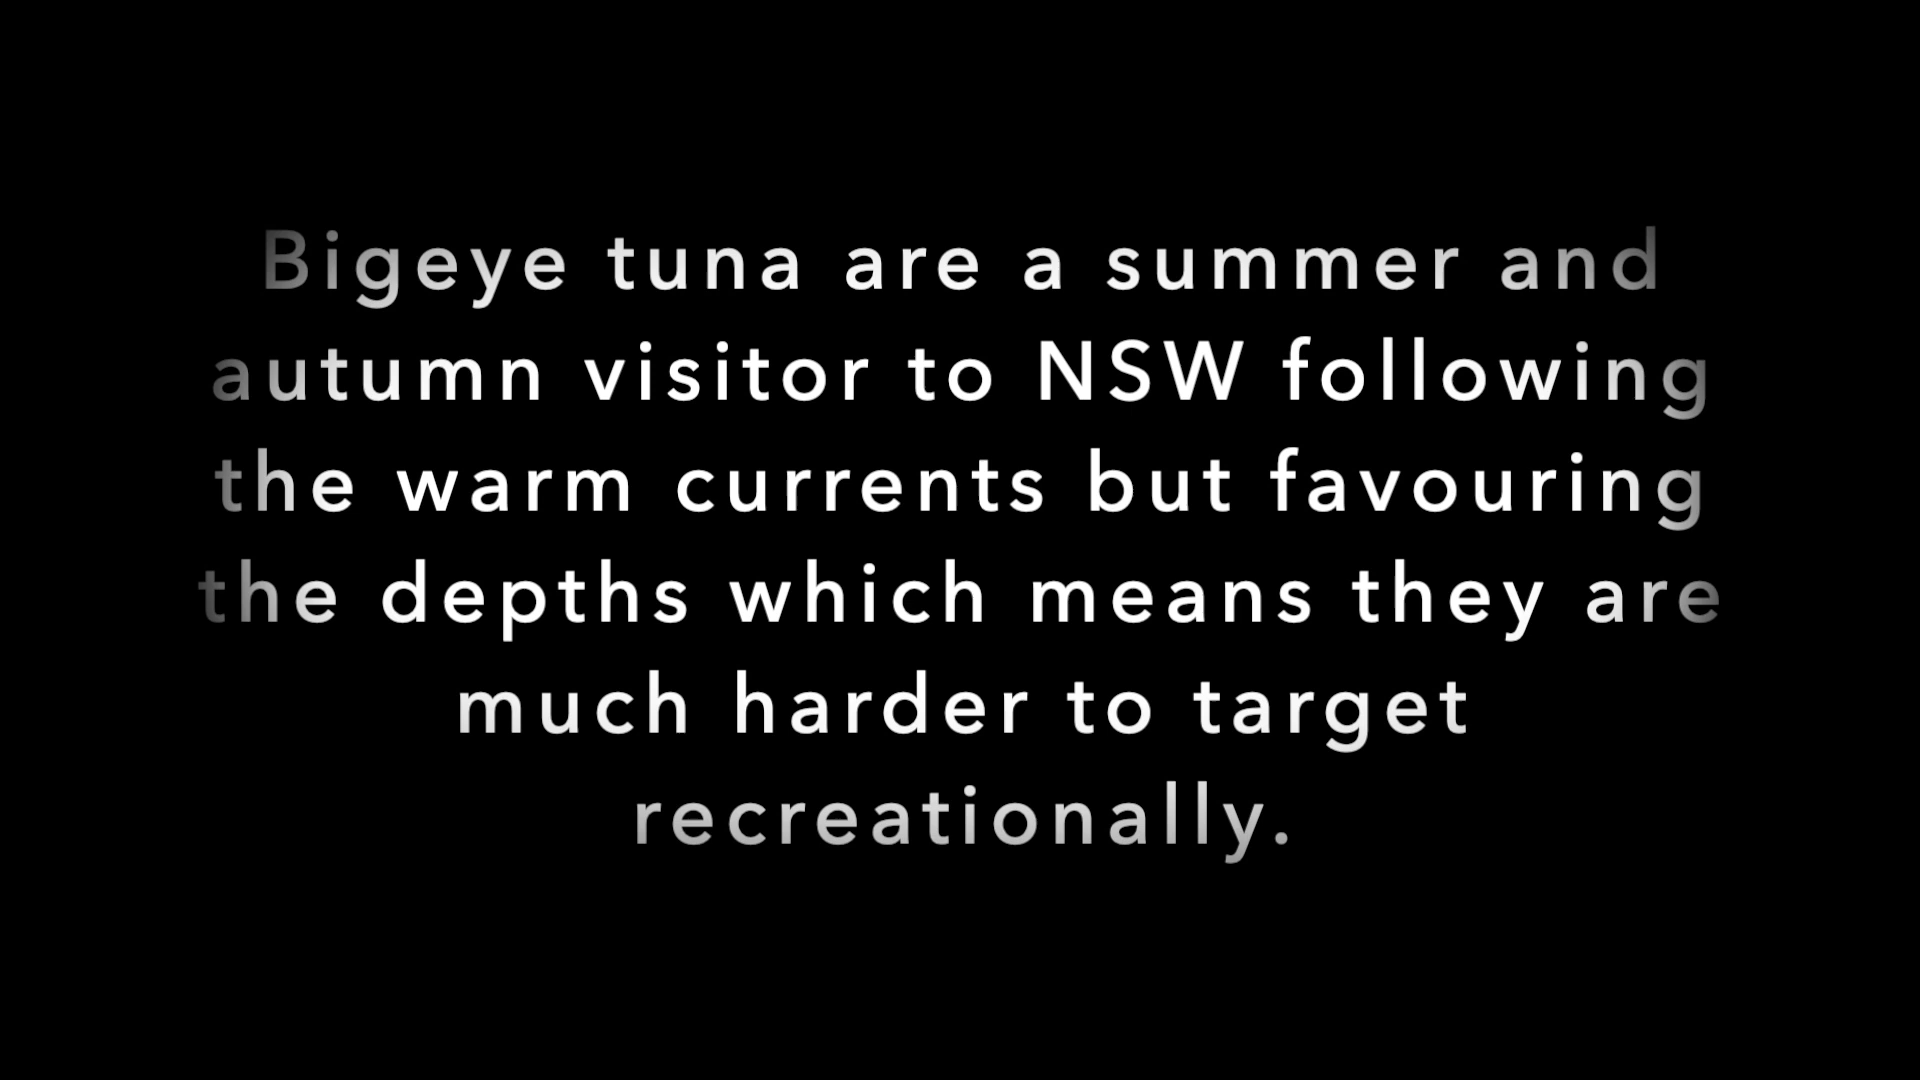 Bigeye tuna are a summer and
autumn visitor to NSW following
the warm currents but favouring
the depths which means they are
much harder to target
recreationally.